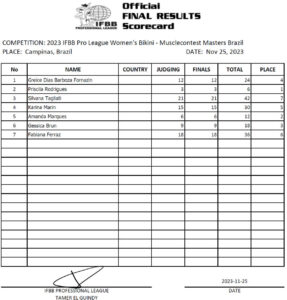 IFBB
PROFESSIONAL LEAGUE
Official
FINAL RESULTS
Scorecard
COMPETITION: 2023 IFBB Pro League Women's Bikini - Musclecontest Masters Brazil
PLACE: Campinas, Brazil DATE: Nov 25, 2023
No NAME COUNTRY JUDGING FINALS TOTAL PLACE
1 Greice Dias Barboza Fornazin 12 12 24 4
2 Priscila Rodrigues 3 3 6 1
3 Silvana Tagliati 21 21 42 7
4 Karina Marin 15 15 30 5
5 Amanda Marques 6 6 12 2
6 Gessica Brun 9 9 18 3
7 Fabiana Ferraz 18 18 36 6
2023-11-25
IFBB PROFESSIONAL LEAGUE DATE
TAMER EL GUINDY